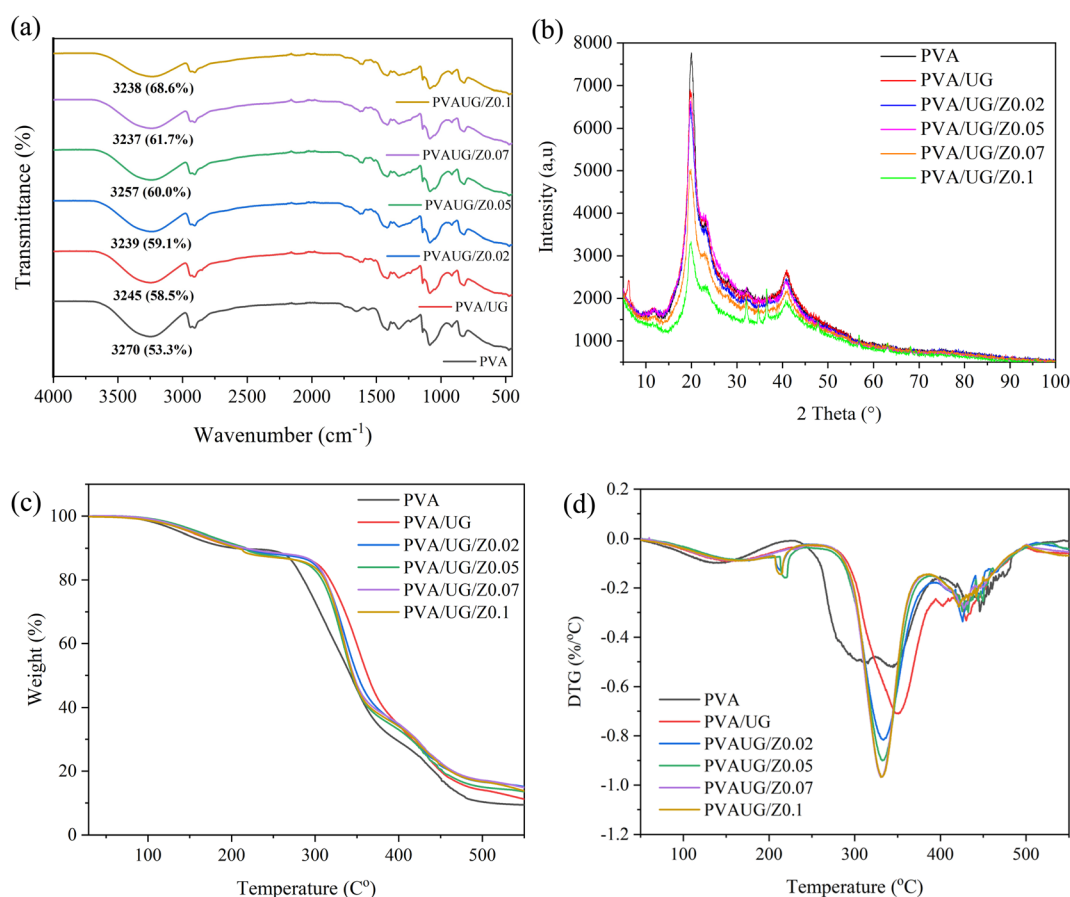 (a)
Transmittance (%)
3238 (68.6%)
PVAUG/Z0.1
3237 (61.7%)
PVAUG/Z0.07
3257 (60.0%)
PVAUG/Z0.05
3239 (59.1%)
PVAUG/Z0.02
3245 (58.5%)
PVA/UG
3270 (53.3%)
PVA
4000 3500 3000 2500 2000 1500 1000 500
Wavenumber (cm⁻¹)
(b)
Intensity (a,u)
8000
7000
6000
5000
4000
3000
2000
1000
PVA
PVA/UG
PVA/UG/Z0.02
PVA/UG/Z0.05
PVA/UG/Z0.07
PVA/UG/Z0.1
10 20 30 40 50 60 70 80 90 100
2 Theta (°)
(c)
Weight (%)
100
80
60
40
20
0
PVA
PVA/UG
PVA/UG/Z0.02
PVA/UG/Z0.05
PVA/UG/Z0.07
PVA/UG/Z0.1
100 200 300 400 500
Temperature (Cº)
(d)
DTG (%/ºC)
0.2
0.0
-0.2
-0.4
-0.6
-0.8
-1.0
-1.2
PVA
PVA/UG
PVAUG/Z0.02
PVAUG/Z0.05
PVAUG/Z0.07
PVAUG/Z0.1
100 200 300 400 500
Temperature (ºC)